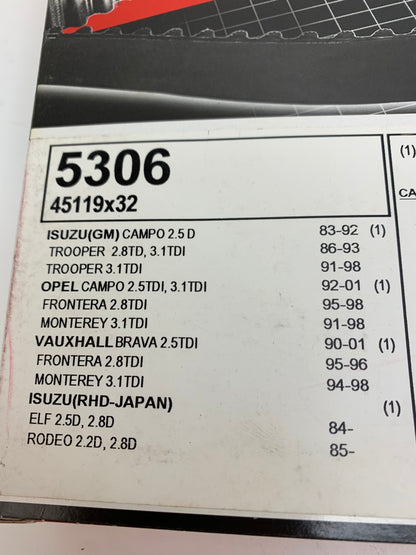 5306
45119x32
ISUZU(GM) CAMPO 2.5 D 83-92 (1)
TROOPER 2.8TD, 3.1TDI 86-93
TROOPER 3.1TDI 91-98
OPEL CAMPO 2.5TDI, 3.1TDI 92-01 (1)
FRONTERA 2.8TDI 95-98
MONTEREY 3.1TDI 91-98
VAUXHALL BRAVA 2.5TDI 90-01 (1)
FRONTERA 2.8TDI 95-96
MONTEREY 3.1TDI 94-98
ISUZU(RHD-JAPAN) (1)
ELF 2.5D, 2.8D 84-
RODEO 2.2D, 2.8D 85-
(1)
CA